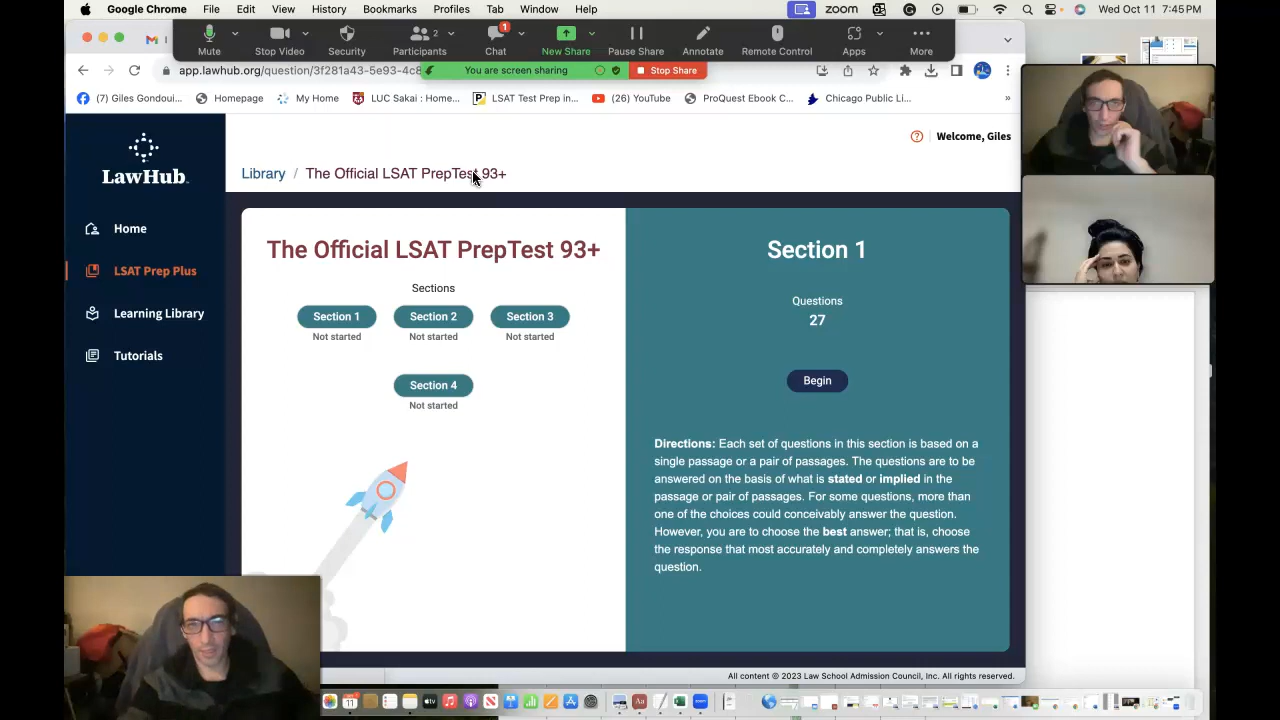 Google Chrome File Edit View History Bookmarks Profiles Tab Window Help
zoom
Wed Oct 11 7:45 PM
Mute Stop Video Security Participants 2 Chat 1 New Share Pause Share Annotate Remote Control Apps More
app.lawhub.org/question/3f281a43-5e93-4c8
You are screen sharing
Stop Share
(7) Giles Gondoui... Homepage My Home LUC Sakai : Home... LSAT Test Prep in... (26) YouTube ProQuest Ebook C... Chicago Public Li... »
LawHub
Home
LSAT Prep Plus
Learning Library
Tutorials
Welcome, Giles
Library / The Official LSAT PrepTest 93+
The Official LSAT PrepTest 93+
Sections
Section 1 Section 2 Section 3
Not started Not started Not started
Section 4
Not started
Section 1
Questions
27
Begin
Directions: Each set of questions in this section is based on a
single passage or a pair of passages. The questions are to be
answered on the basis of what is stated or implied in the
passage or pair of passages. For some questions, more than
one of the choices could conceivably answer the question.
However, you are to choose the best answer; that is, choose
the response that most accurately and completely answers the
question.
All content © 2023 Law School Admission Council, Inc. All rights reserved.